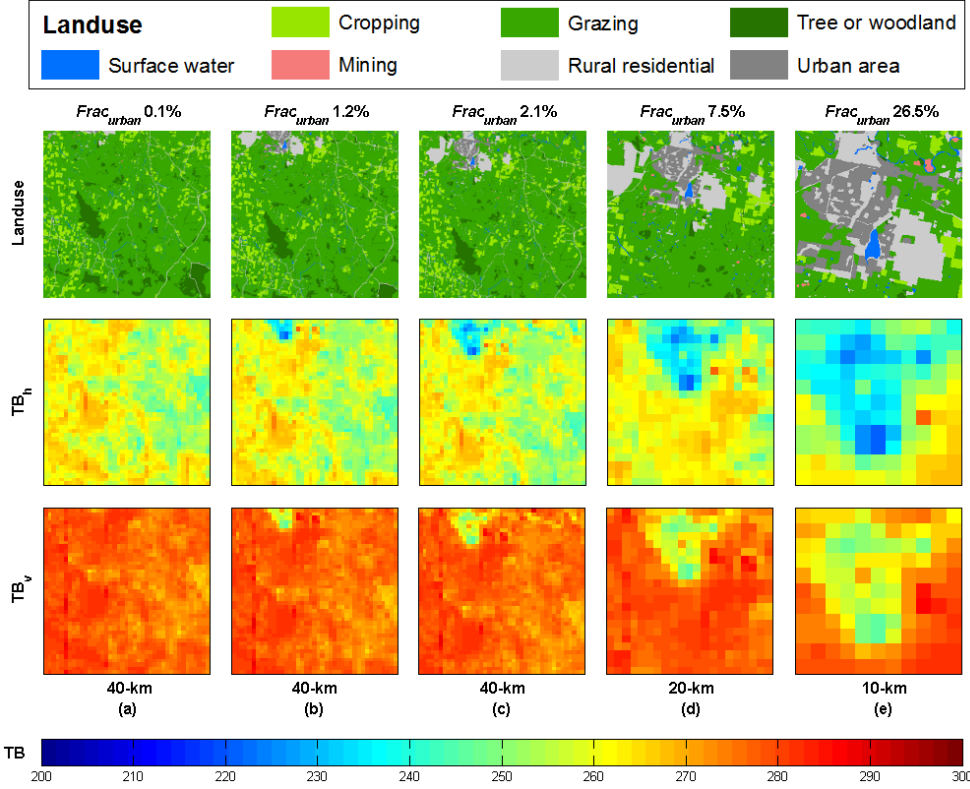 Landuse
Cropping
Grazing
Tree or woodland
Surface water
Mining
Rural residential
Urban area
Frac_urban 0.1%
Frac_urban 1.2%
Frac_urban 2.1%
Frac_urban 7.5%
Frac_urban 26.5%
Landuse
TB_h
TB_v
40-km
40-km
40-km
20-km
10-km
(a)
(b)
(c)
(d)
(e)
TB
200 210 220 230 240 250 260 270 280 290 300